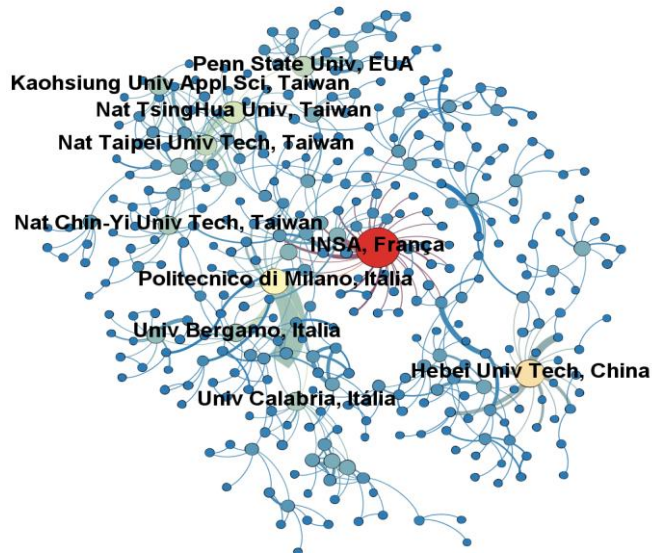 Penn State Univ, EUA
Kaohsiung Univ Appl Sci, Taiwan
Nat TsingHua Univ, Taiwan
Nat Taipei Univ Tech, Taiwan
Nat Chin-Yi Univ Tech, Taiwan
INSA, França
Politecnico di Milano, Itália
Univ Bergamo, Italia
Hebei Univ Tech, China
Univ Calabria, Itália